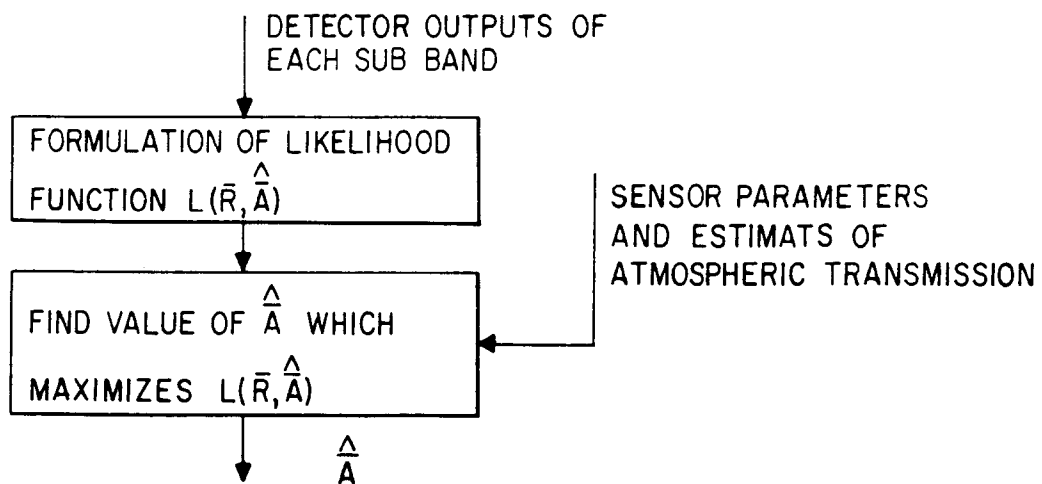 DETECTOR OUTPUTS OF
EACH SUB BAND
FORMULATION OF LIKELIHOOD
FUNCTION L(R̄, Â̄)
SENSOR PARAMETERS
AND ESTIMATS OF
ATMOSPHERIC TRANSMISSION
FIND VALUE OF Â̄ WHICH
MAXIMIZES L(R̄, Â̄)
Â̄